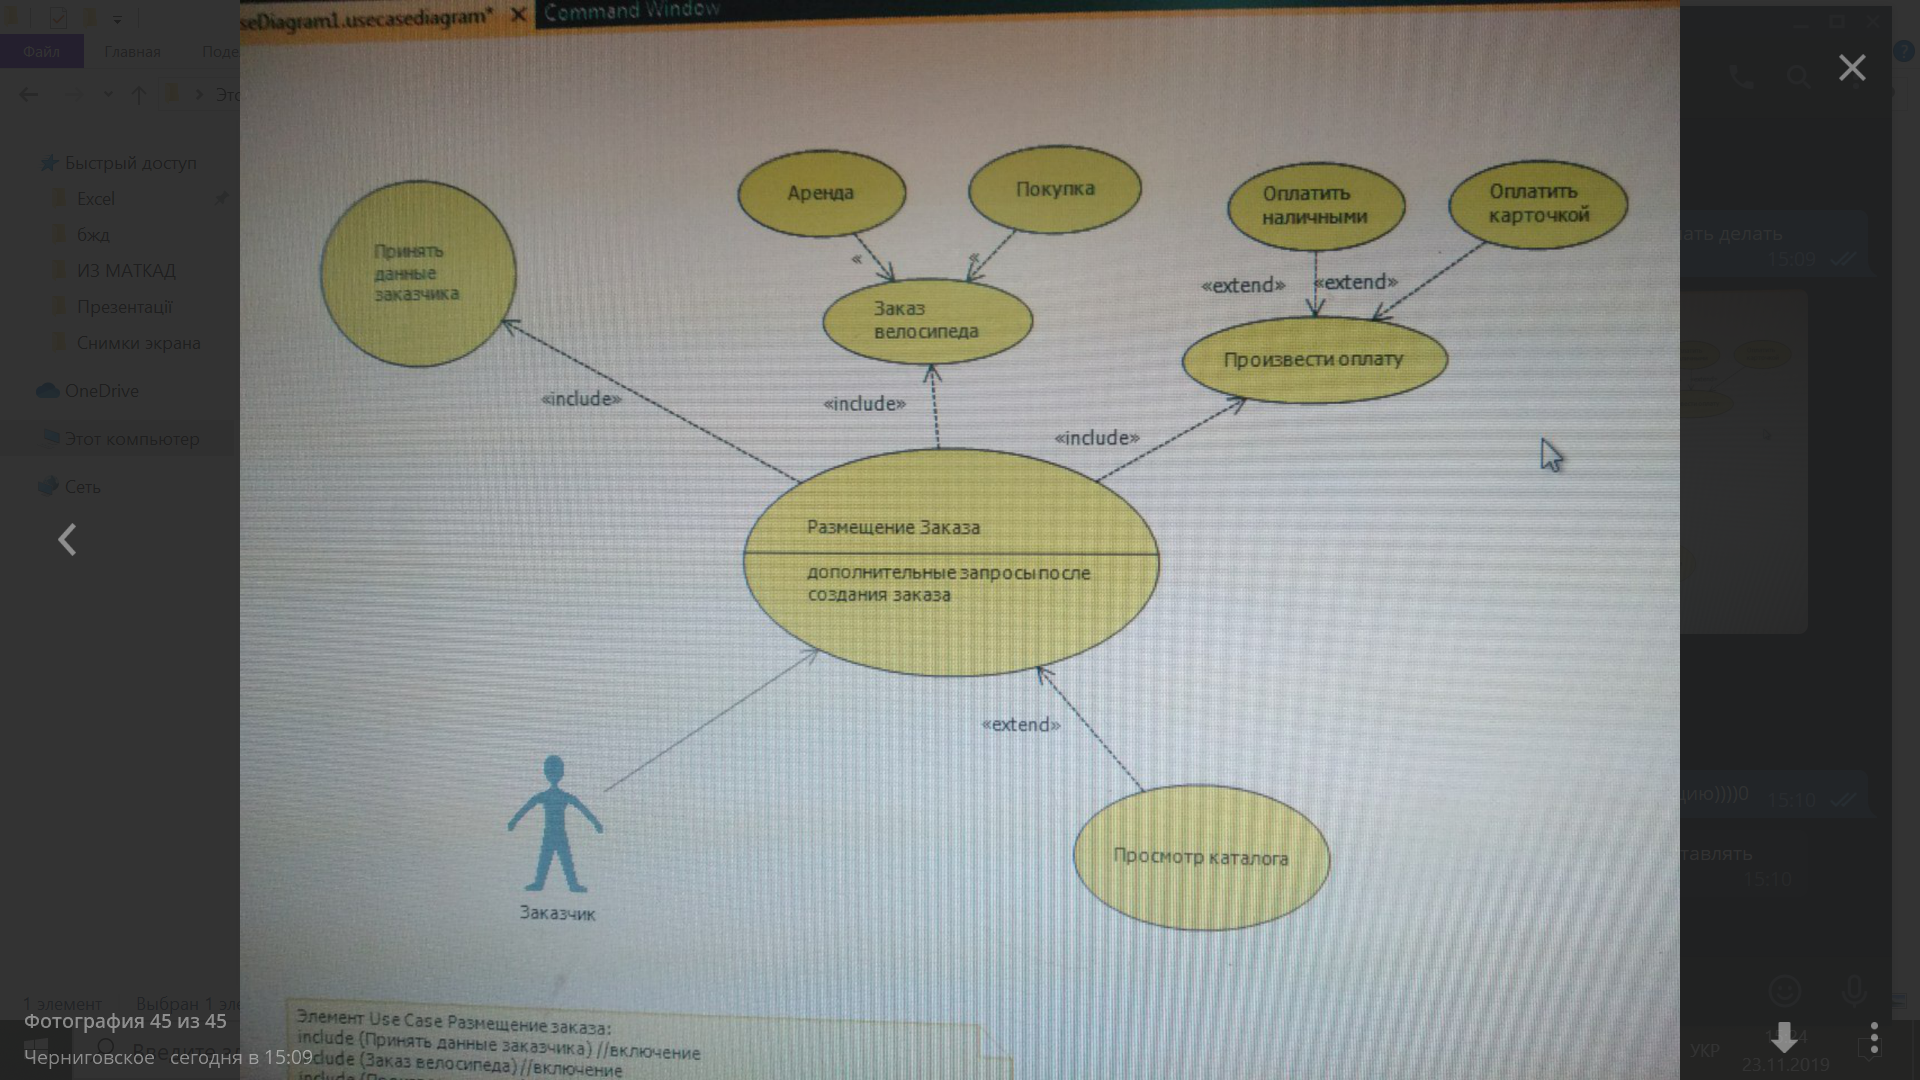 seDiagram1.usecasediagram* ✕
Command Window
Файл
Главная
Поде
Это
Быстрый доступ
Excel
бжд
ИЗ МАТКАД
Презентації
Снимки экрана
OneDrive
Этот компьютер
Сеть
Принять
данные
заказчика
Аренда
Покупка
Оплатить
наличными
Оплатить
карточкой
«
«
«extend»
«extend»
Заказ
велосипеда
Произвести оплату
«include»
«include»
«include»
Размещение Заказа
дополнительные запросы после
создания заказа
«extend»
Просмотр каталога
Заказчик
Элемент Use Case Размещение заказа:
include (Принять данные заказчика) //включение
clude (Заказ велосипеда) //включение
ать делать
15:09
цию))))0
15:10
тавлять
15:10
1 элемент
Выбран 1 эле
Фотография 45 из 45
Черниговское сегодня в 15:09
УКР
23.11.2019